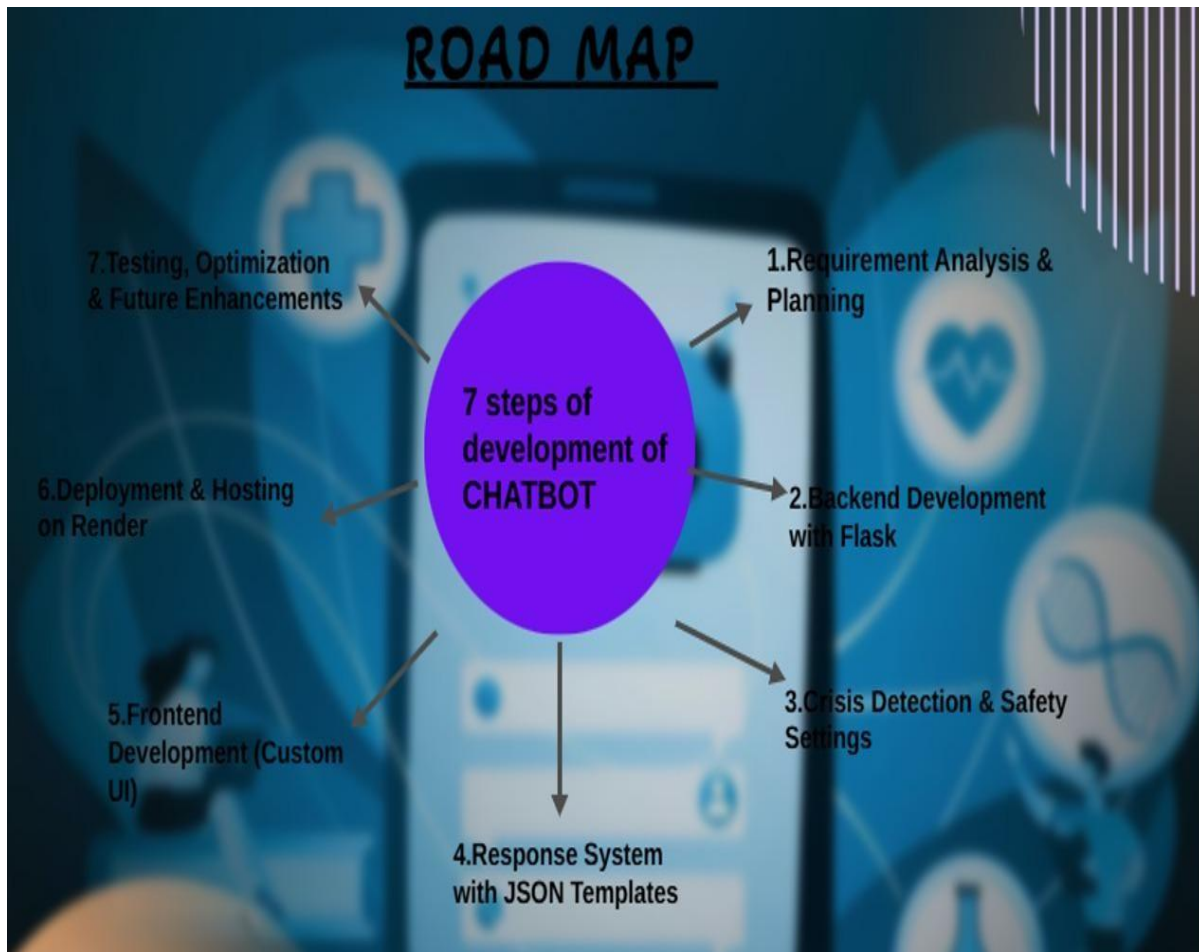 ROAD MAP
7 steps of
development of
CHATBOT
1.Requirement Analysis &
Planning
2.Backend Development
with Flask
3.Crisis Detection & Safety
Settings
4.Response System
with JSON Templates
5.Frontend
Development (Custom
UI)
6.Deployment & Hosting
on Render
7.Testing, Optimization
& Future Enhancements